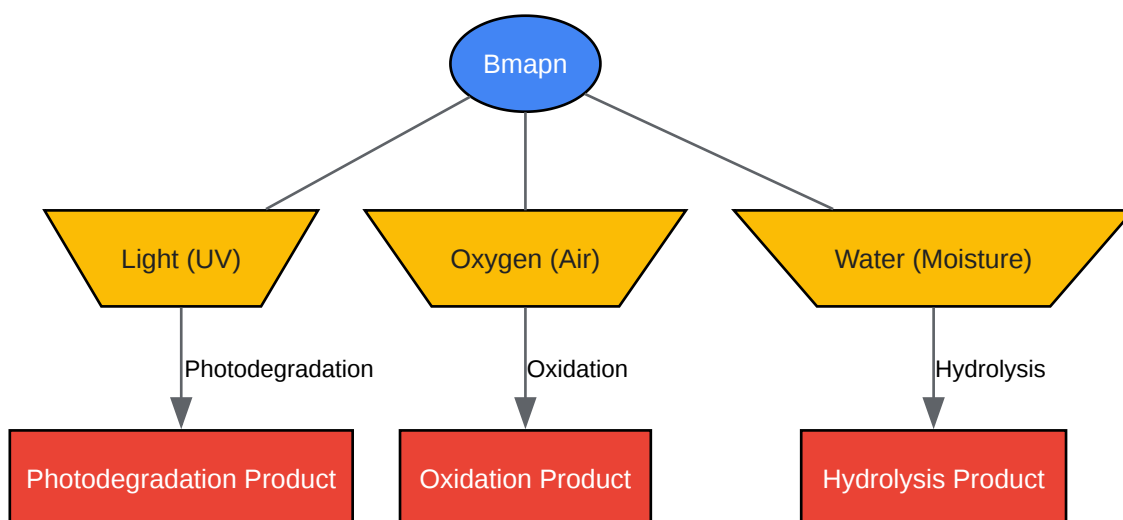 Bmapn
Light (UV)
Oxygen (Air)
Water (Moisture)
Photodegradation
Oxidation
Hydrolysis
Photodegradation Product
Oxidation Product
Hydrolysis Product